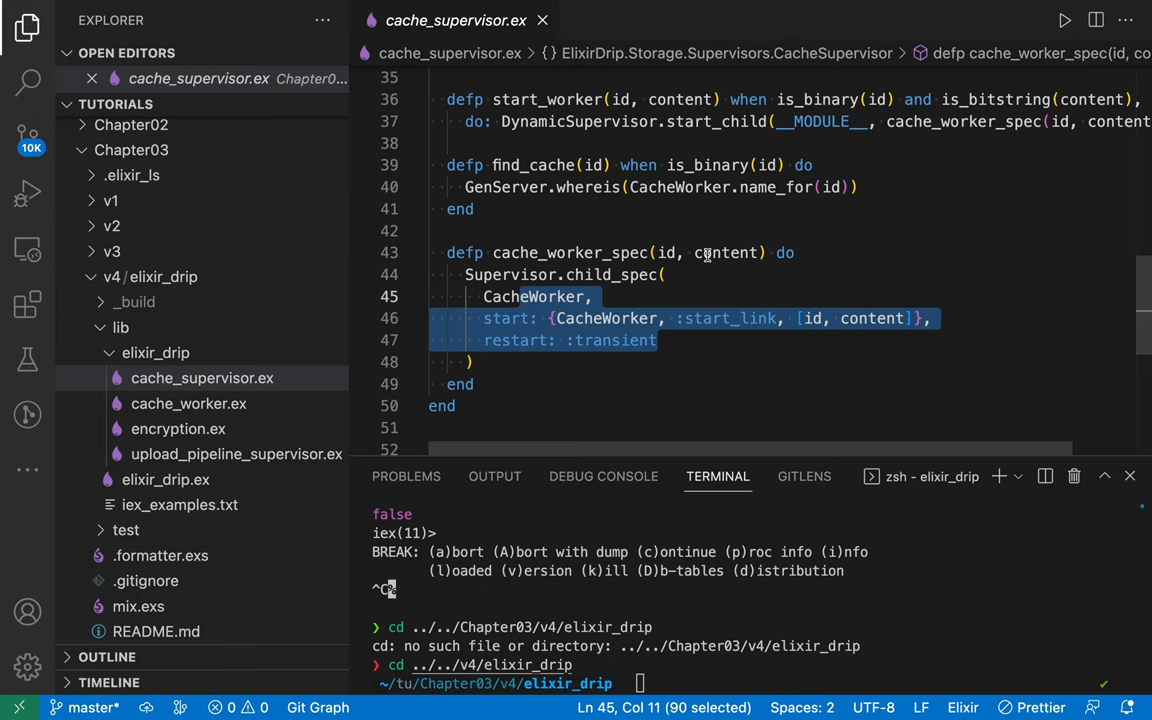 EXPLORER
OPEN EDITORS
cache_supervisor.ex Chapter0...
TUTORIALS
Chapter02
Chapter03
.elixir_ls
v1
v2
v3
v4/elixir_drip
_build
lib
elixir_drip
cache_supervisor.ex
cache_worker.ex
encryption.ex
upload_pipeline_supervisor.ex
elixir_drip.ex
iex_examples.txt
test
.formatter.exs
.gitignore
mix.exs
README.md
OUTLINE
TIMELINE
10K
cache_supervisor.ex
cache_supervisor.ex > {} ElixirDrip.Storage.Supervisors.CacheSupervisor > defp cache_worker_spec(id, co
35
36 defp start_worker(id, content) when is_binary(id) and is_bitstring(content),
37 do: DynamicSupervisor.start_child(__MODULE__, cache_worker_spec(id, content
38
39 defp find_cache(id) when is_binary(id) do
40 GenServer.whereis(CacheWorker.name_for(id))
41 end
42
43 defp cache_worker_spec(id, content) do
44 Supervisor.child_spec(
45 CacheWorker,
46 start: {CacheWorker, :start_link, [id, content]},
47 restart: :transient
48 )
49 end
50 end
51
52
PROBLEMS OUTPUT DEBUG CONSOLE TERMINAL GITLENS zsh - elixir_drip
false
iex(11)>
BREAK: (a)bort (A)bort with dump (c)ontinue (p)roc info (i)nfo
(l)oaded (v)ersion (k)ill (D)b-tables (d)istribution
^C%
❯ cd ../../Chapter03/v4/elixir_drip
cd: no such file or directory: ../../Chapter03/v4/elixir_drip
❯ cd ../../v4/elixir_drip
~/tu/Chapter03/v4/elixir_drip
master* 0 0 Git Graph Ln 45, Col 11 (90 selected) Spaces: 2 UTF-8 LF Elixir Prettier